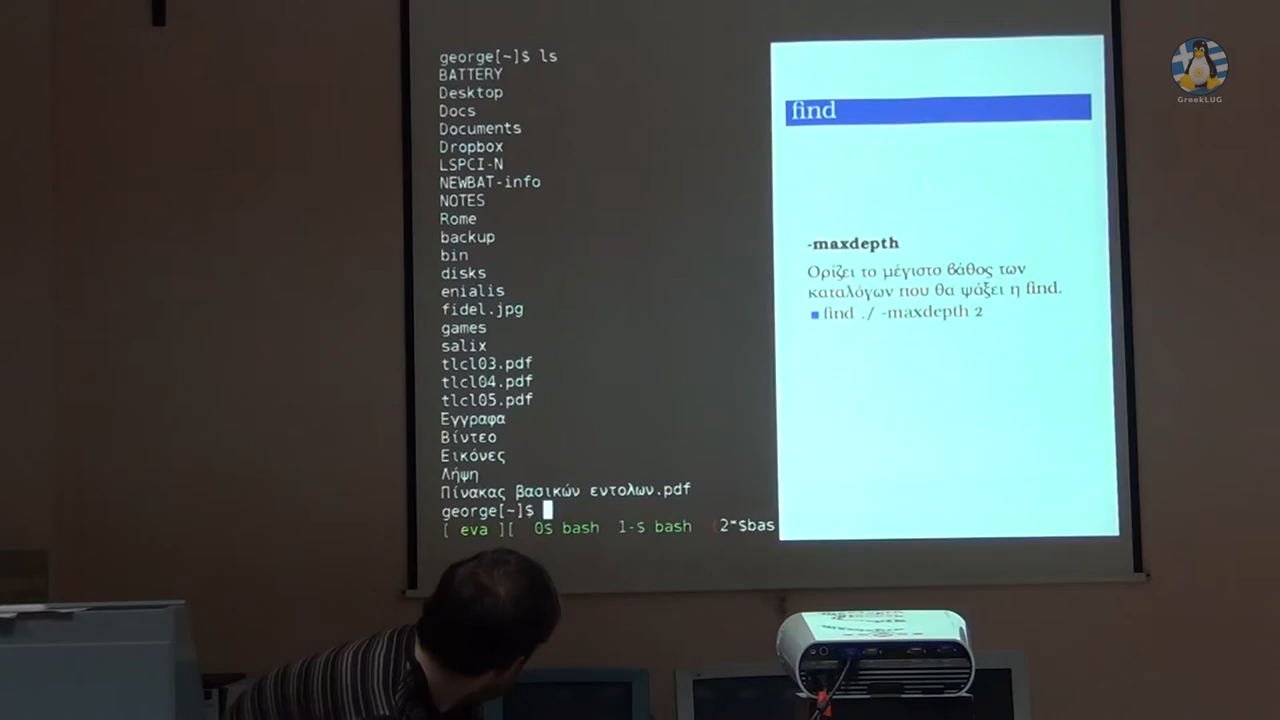 george[~]$ ls
BATTERY
Desktop
Docs
Documents
Dropbox
LSPCI-N
NEWBAT-info
NOTES
Rome
backup
bin
disks
enialis
fidel.jpg
games
salix
tlcl03.pdf
tlcl04.pdf
tlcl05.pdf
Εγγραφα
Βίντεο
Εικόνες
Λήψη
Πίνακας βασικών εντολων.pdf
george[~]$
[ eva ][ 0$ bash 1-$ bash (2*$bas
find
-maxdepth
Ορίζει το μέγιστο βάθος των
καταλόγων που θα ψάξει η find.
find ./ -maxdepth 2
GreekLUG